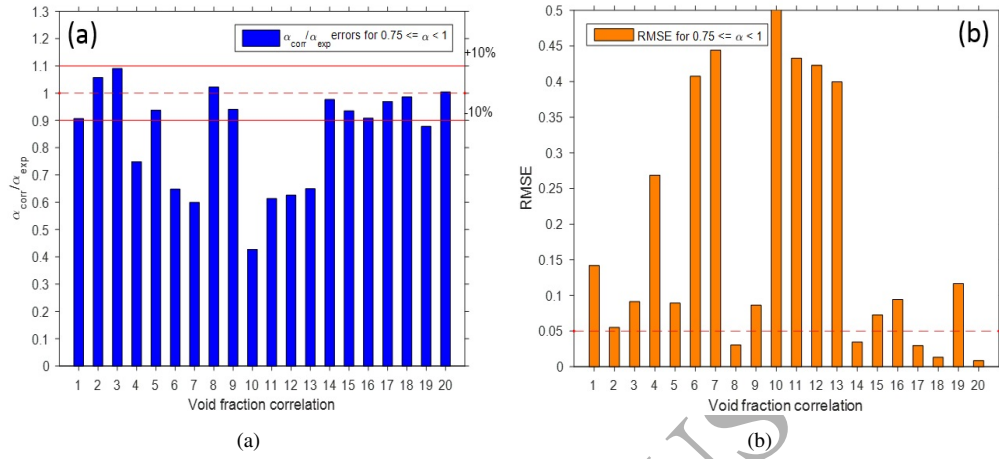 (a)
α_corr/α_exp errors for 0.75 <= α < 1
1.3
1.2
1.1
1
0.9
0.8
0.7
0.6
0.5
0.4
0.3
0.2
0.1
0
+10%
-10%
α_corr/α_exp
1 2 3 4 5 6 7 8 9 10 11 12 13 14 15 16 17 18 19 20
Void fraction correlation
(a)
(b)
RMSE for 0.75 <= α < 1
0.5
0.45
0.4
0.35
0.3
0.25
0.2
0.15
0.1
0.05
0
RMSE
1 2 3 4 5 6 7 8 9 10 11 12 13 14 15 16 17 18 19 20
Void fraction correlation
(b)